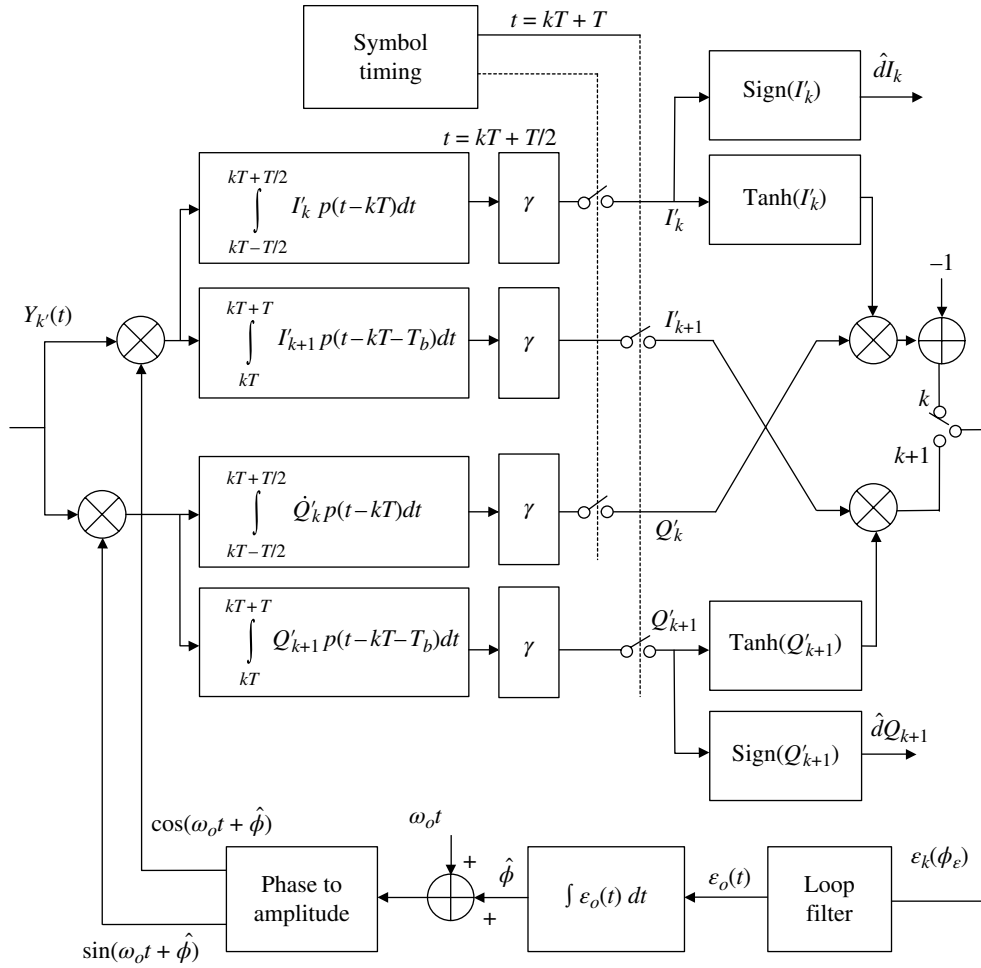 Symbol
timing
t = kT + T
t = kT + T/2
Sign(I′k)
d̂Ik
kT + T/2
∫ I′k p(t – kT)dt
kT – T/2
γ
I′k
Tanh(I′k)
–1
Yk′(t)
kT + T
∫ I′k+1 p(t – kT – Tb)dt
kT
γ
I′k+1
k
k+1
kT + T/2
∫ Q̇′k p(t – kT)dt
kT – T/2
γ
Q′k
kT + T
∫ Q′k+1 p(t – kT – Tb)dt
kT
γ
Q′k+1
Tanh(Q′k+1)
Sign(Q′k+1)
d̂Qk+1
cos(ωot + ϕ̂)
sin(ωot + ϕ̂)
Phase to
amplitude
ωot
+
+
ϕ̂
∫ εo(t) dt
εo(t)
Loop
filter
εk(ϕε)